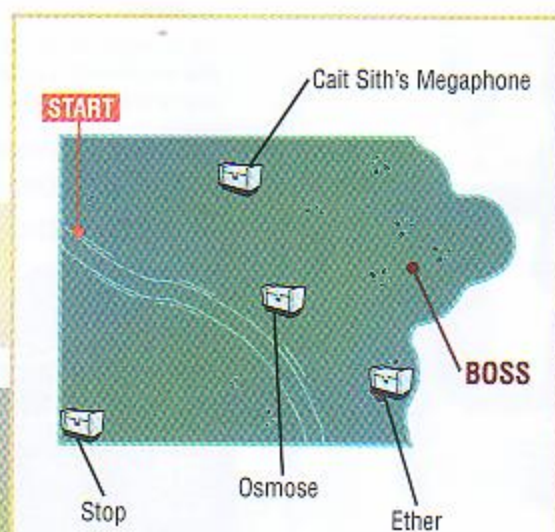 Cait Sith's Megaphone
START
BOSS
Osmose
Stop
Ether